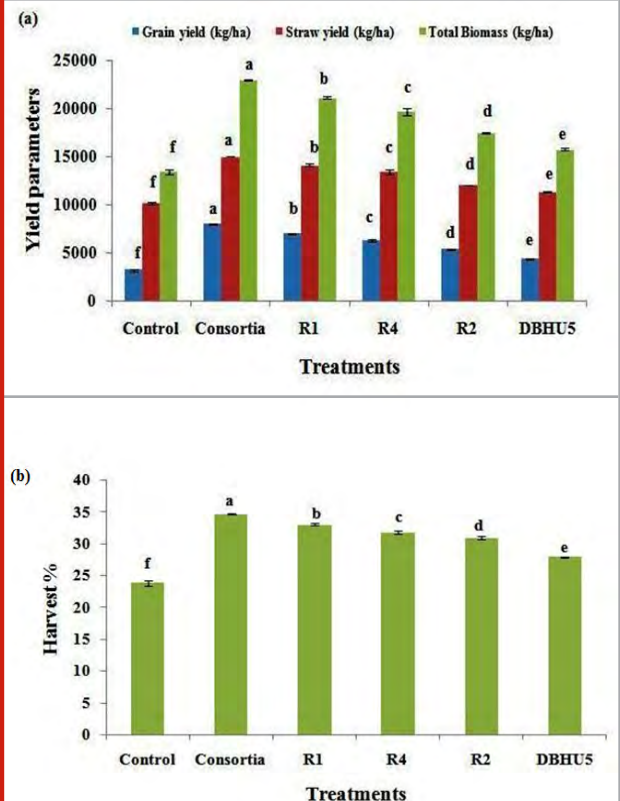 (a)
Grain yield (kg/ha) Straw yield (kg/ha) Total Biomass (kg/ha)
Yield parameters
25000
20000
15000
10000
5000
0
f f f
a a a
b b b
c c c
d d d
e e e
Control Consortia R1 R4 R2 DBHU5
Treatments
(b)
Harvest %
40
35
30
25
20
15
10
5
0
f a b c d e
Control Consortia R1 R4 R2 DBHU5
Treatments